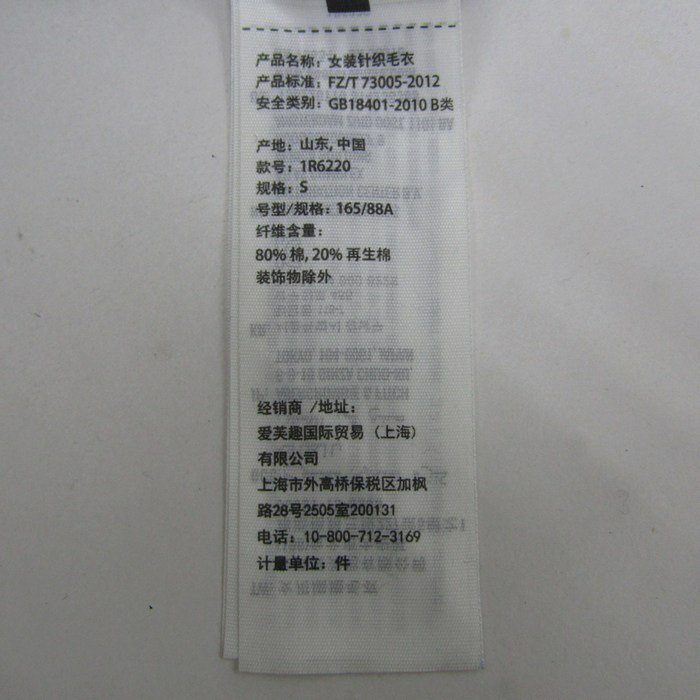 产品名称：女装针织毛衣
产品标准：FZ/T 73005-2012
安全类别：GB18401-2010 B类
产地：山东, 中国
款号：1R6220
规格：S
号型/规格：165/88A
纤维含量：
80% 棉, 20% 再生棉
装饰物除外
经销商 /地址：
爱芙趣国际贸易（上海）
有限公司
上海市外高桥保税区加枫
路28号2505室200131
电话：10-800-712-3169
计量单位：件